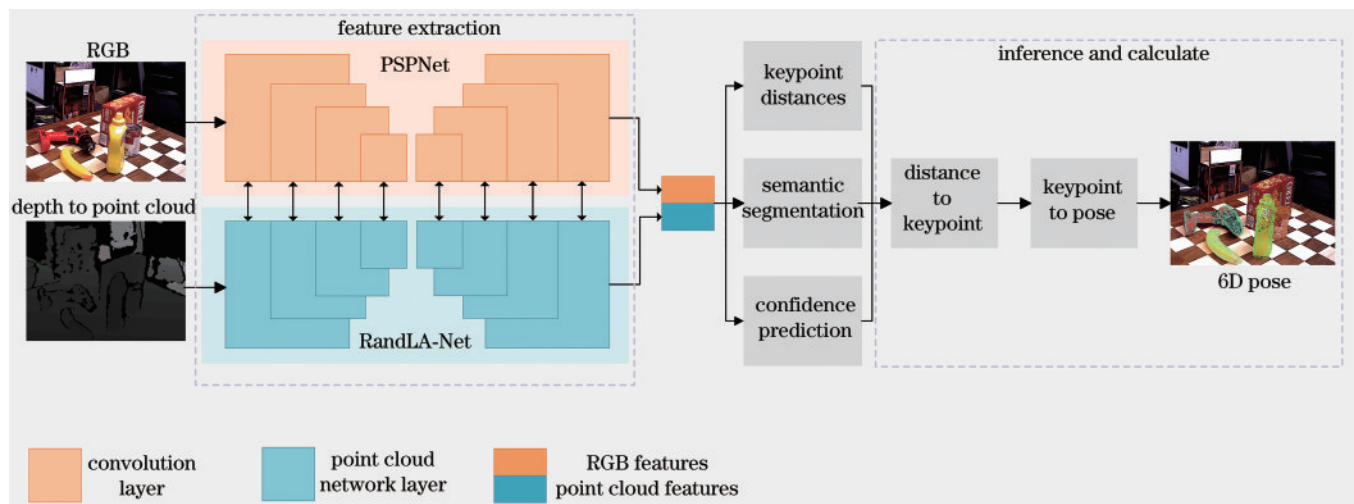 feature extraction
RGB
PSPNet
depth to point cloud
RandLA-Net
keypoint
distances
semantic
segmentation
confidence
prediction
inference and calculate
distance
to
keypoint
keypoint
to pose
6D pose
convolution
layer
point cloud
network layer
RGB features
point cloud features